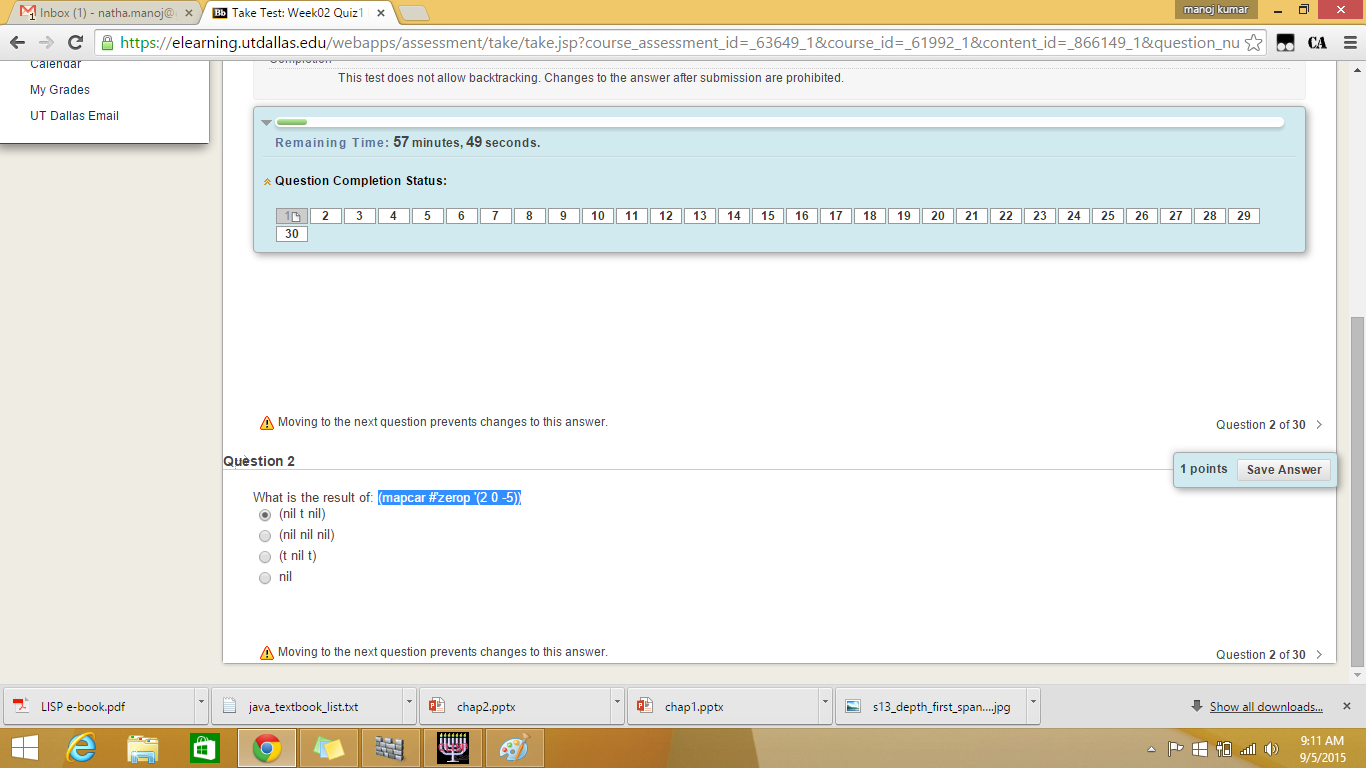 Inbox (1) - natha.manoj@
Take Test: Week02 Quiz1
manoj kumar
https://elearning.utdallas.edu/webapps/assessment/take/take.jsp?course_assessment_id=_63649_1&course_id=_61992_1&content_id=_866149_1&question_nu
CA
Calendar
My Grades
UT Dallas Email
Completion
This test does not allow backtracking. Changes to the answer after submission are prohibited.
Remaining Time: 57 minutes, 49 seconds.
Question Completion Status:
1 2 3 4 5 6 7 8 9 10 11 12 13 14 15 16 17 18 19 20 21 22 23 24 25 26 27 28 29
30
Moving to the next question prevents changes to this answer.
Question 2 of 30
Question 2
1 points
Save Answer
What is the result of: (mapcar #'zerop '(2 0 -5))
(nil t nil)
(nil nil nil)
(t nil t)
nil
Moving to the next question prevents changes to this answer.
Question 2 of 30
LISP e-book.pdf
java_textbook_list.txt
chap2.pptx
chap1.pptx
s13_depth_first_span....jpg
Show all downloads...
9:11 AM
9/5/2015